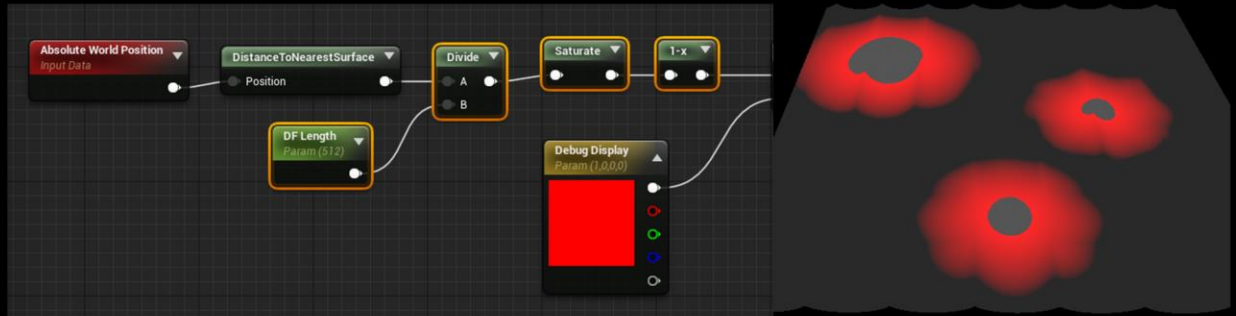 Absolute World Position
Input Data
DistanceToNearestSurface
Position
Divide
A
B
Saturate
1-x
DF Length
Param (512)
Debug Display
Param (1,0,0,0)